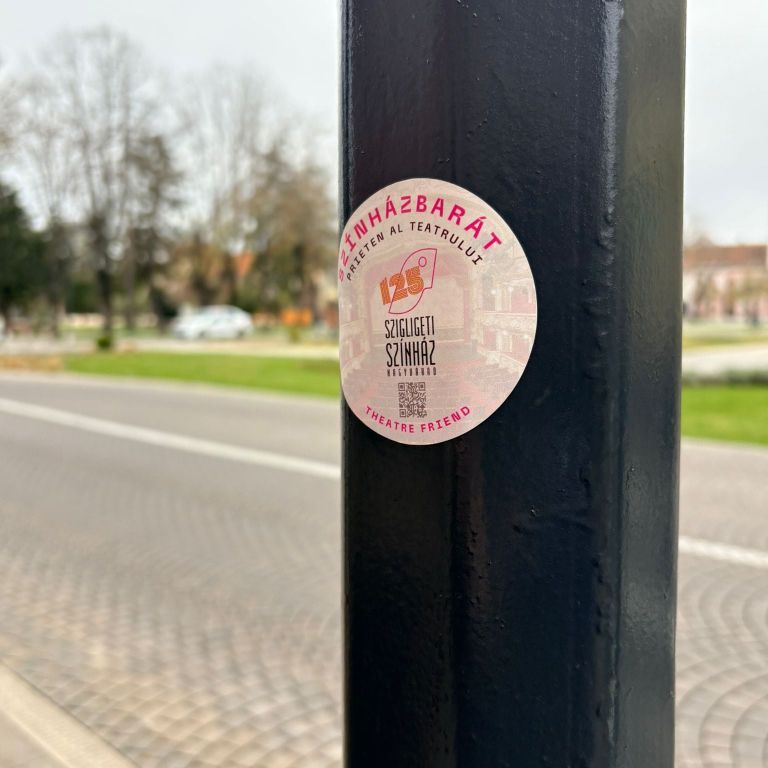 SZÍNHÁZBARÁT
PRIETEN AL TEATRULUI
125
SZIGLIGETI
SZÍNHÁZ
NAGYVÁRAD
THEATRE FRIEND